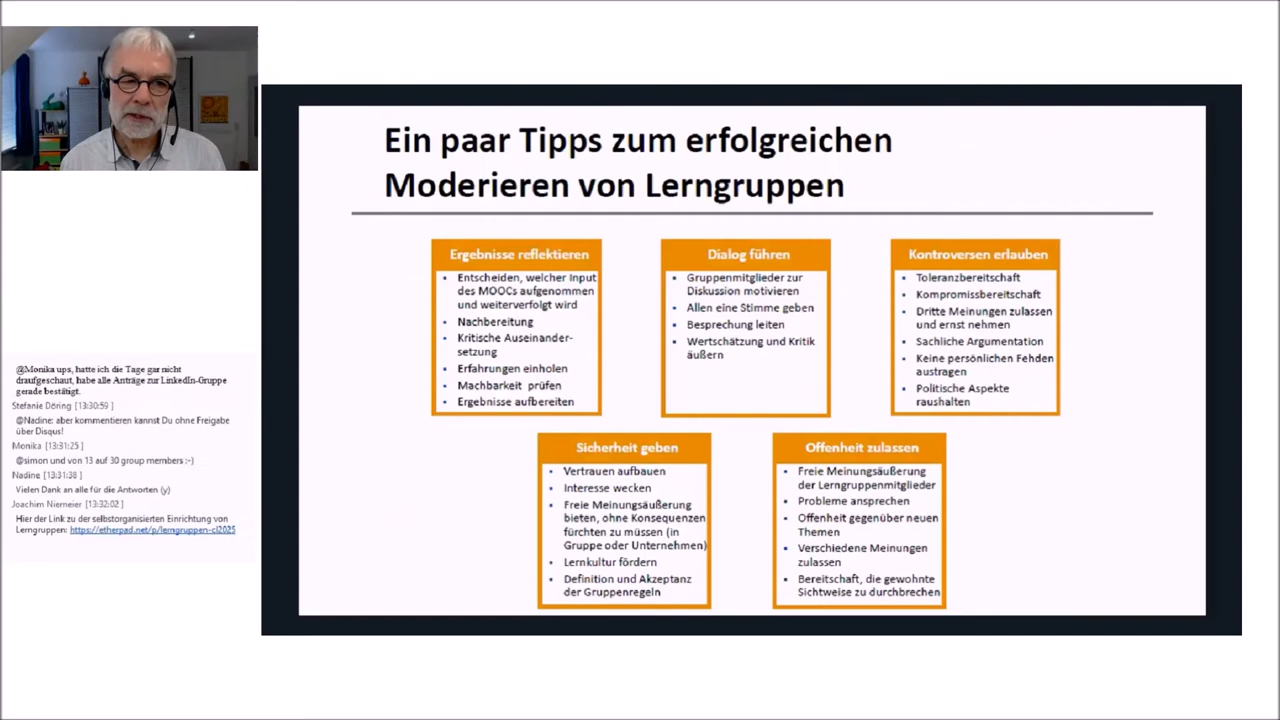 Ein paar Tipps zum erfolgreichen
Moderieren von Lerngruppen
Ergebnisse reflektieren
• Entscheiden, welcher Input
des MOOCs aufgenommen
und weiterverfolgt wird
• Nachbereitung
• Kritische Auseinander-
setzung
• Erfahrungen einholen
• Machbarkeit prüfen
• Ergebnisse aufbereiten
Dialog führen
• Gruppenmitglieder zur
Diskussion motivieren
• Allen eine Stimme geben
• Besprechung leiten
• Wertschätzung und Kritik
äußern
Kontroversen erlauben
• Toleranzbereitschaft
• Kompromissbereitschaft
• Dritte Meinungen zulassen
und ernst nehmen
• Sachliche Argumentation
• Keine persönlichen Fehden
austragen
• Politische Aspekte
raushalten
Sicherheit geben
• Vertrauen aufbauen
• Interesse wecken
• Freie Meinungsäußerung
bieten, ohne Konsequenzen
fürchten zu müssen (in
Gruppe oder Unternehmen)
• Lernkultur fördern
• Definition und Akzeptanz
der Gruppenregeln
Offenheit zulassen
• Freie Meinungsäußerung
der Lerngruppenmitglieder
• Probleme ansprechen
• Offenheit gegenüber neuen
Themen
• Verschiedene Meinungen
zulassen
• Bereitschaft, die gewohnte
Sichtweise zu durchbrechen
@Monika ups, hatte ich die Tage gar nicht
draufgeschaut, habe alle Anträge zur LinkedIn-Gruppe
gerade bestätigt.
Stefanie Döring [13:30:59 ]
@Nadine: aber kommentieren kannst Du ohne Freigabe
über Disqus!
Monika [13:31:25 ]
@simon und von 13 auf 30 group members :-)
Nadine [13:31:38 ]
Vielen Dank an alle für die Antworten (y)
Joachim Niemeier [13:32:02 ]
Hier der Link zu der selbstorganisierten Einrichtung von
Lerngruppen: https://etherpad.net/p/lerngruppen-cl2025